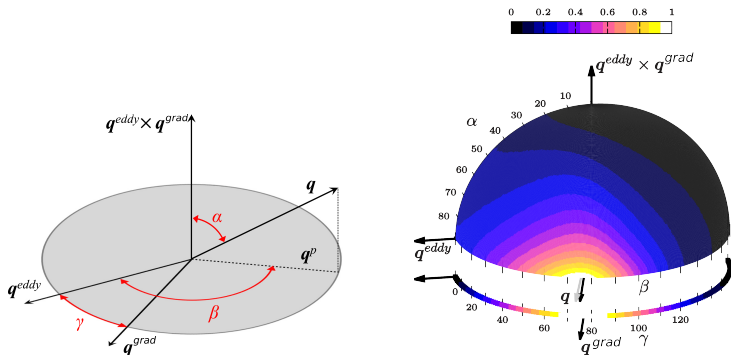 0 0.2 0.4 0.6 0.8 1
q^eddy × q^grad
q
α
q^p
q^eddy
β
γ
q^grad
q^eddy × q^grad
α
10
20
30
40
50
60
70
80
q^eddy
q
β
0
20
40
60
80
100
120
γ
q^grad